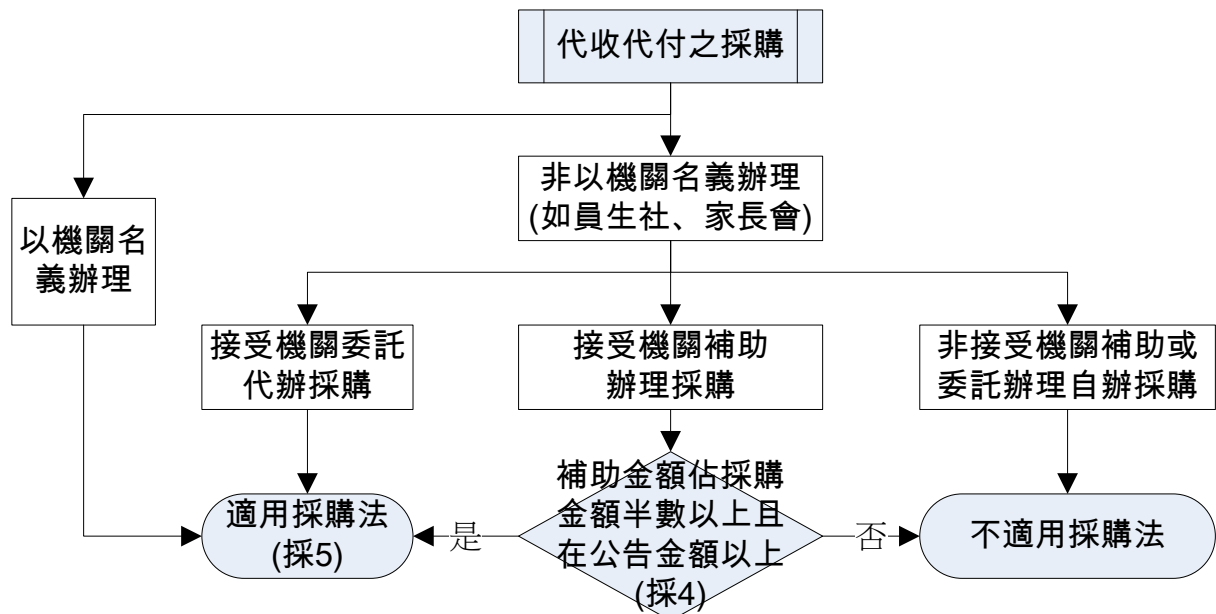 代收代付之採購
非以機關名義辦理
(如員生社、家長會)
以機關名
義辦理
接受機關委託
代辦採購
接受機關補助
辦理採購
非接受機關補助或
委託辦理自辦採購
補助金額佔採購
金額半數以上且
在公告金額以上
(採4)
是
否
適用採購法
(採5)
不適用採購法